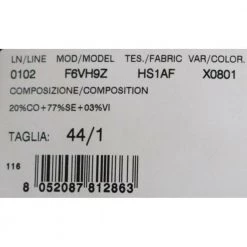 LN/LINE MOD/MODEL TES./FABRIC VAR/COLOR.
0102 F6VH9Z HS1AF X0801
COMPOSIZIONE/COMPOSITION
20%CO+77%SE+03%VI
TAGLIA: 44/1
116
8 052087 812863